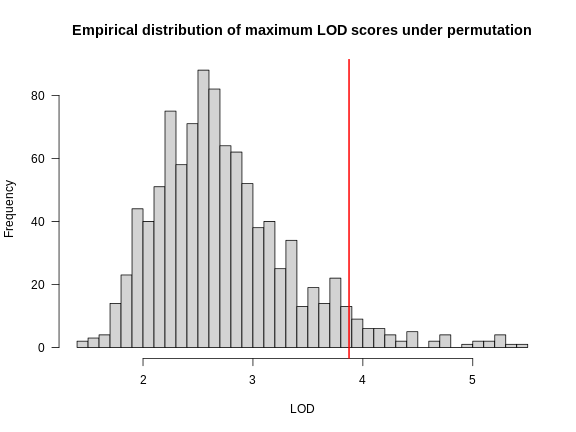 Empirical distribution of maximum LOD scores under permutation
Frequency
80
60
40
20
0
2 3 4 5
LOD